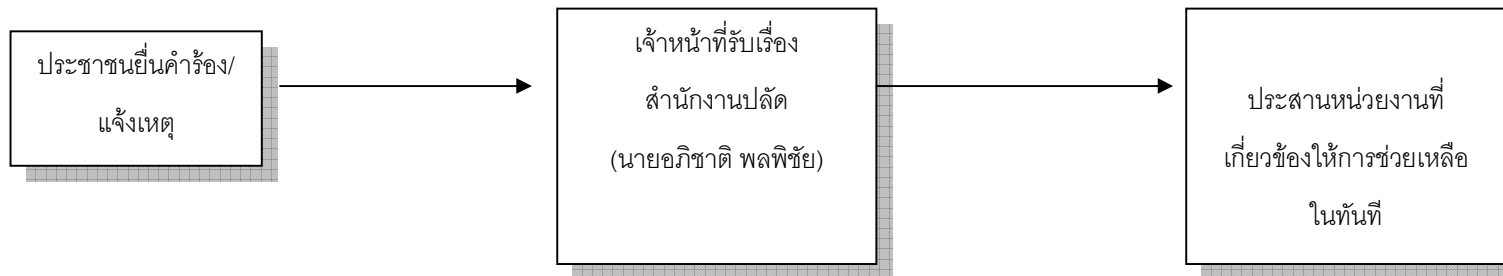 ประชาชนยื่นคำร้อง/
แจ้งเหตุ
เจ้าหน้าที่รับเรื่อง
สำนักงานปลัด
(นายอภิชาติ พลพิชัย)
ประสานหน่วยงานที่
เกี่ยวข้องให้การช่วยเหลือ
ในทันที